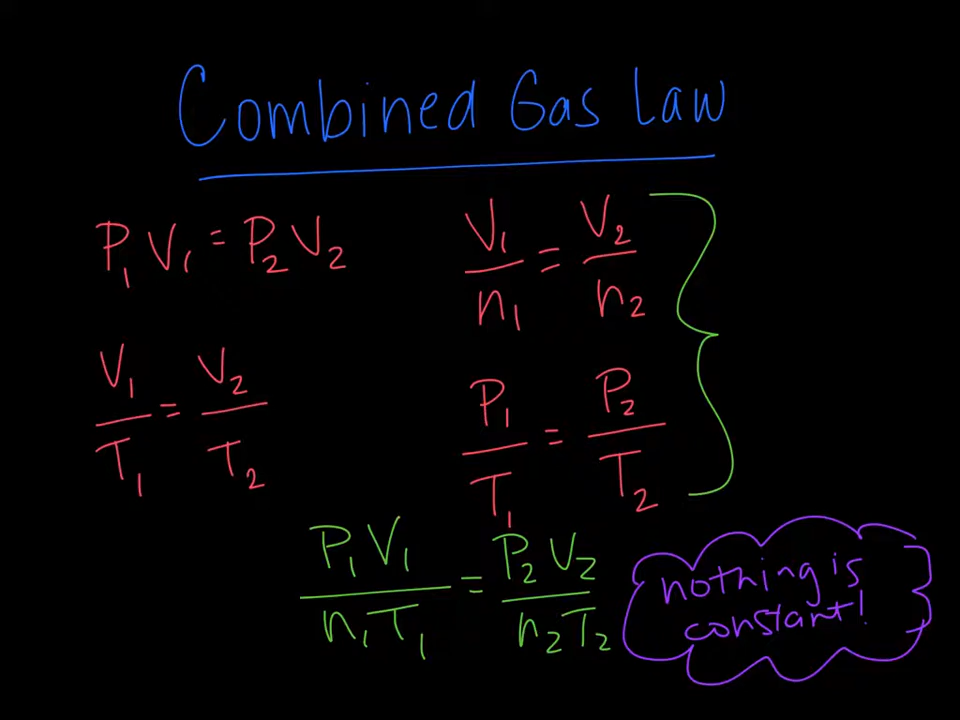 Combined Gas Law
P₁V₁ = P₂V₂
V₁/n₁ = V₂/n₂
V₁/T₁ = V₂/T₂
P₁/T₁ = P₂/T₂
P₁V₁/n₁T₁ = P₂V₂/n₂T₂
nothing is
constant!